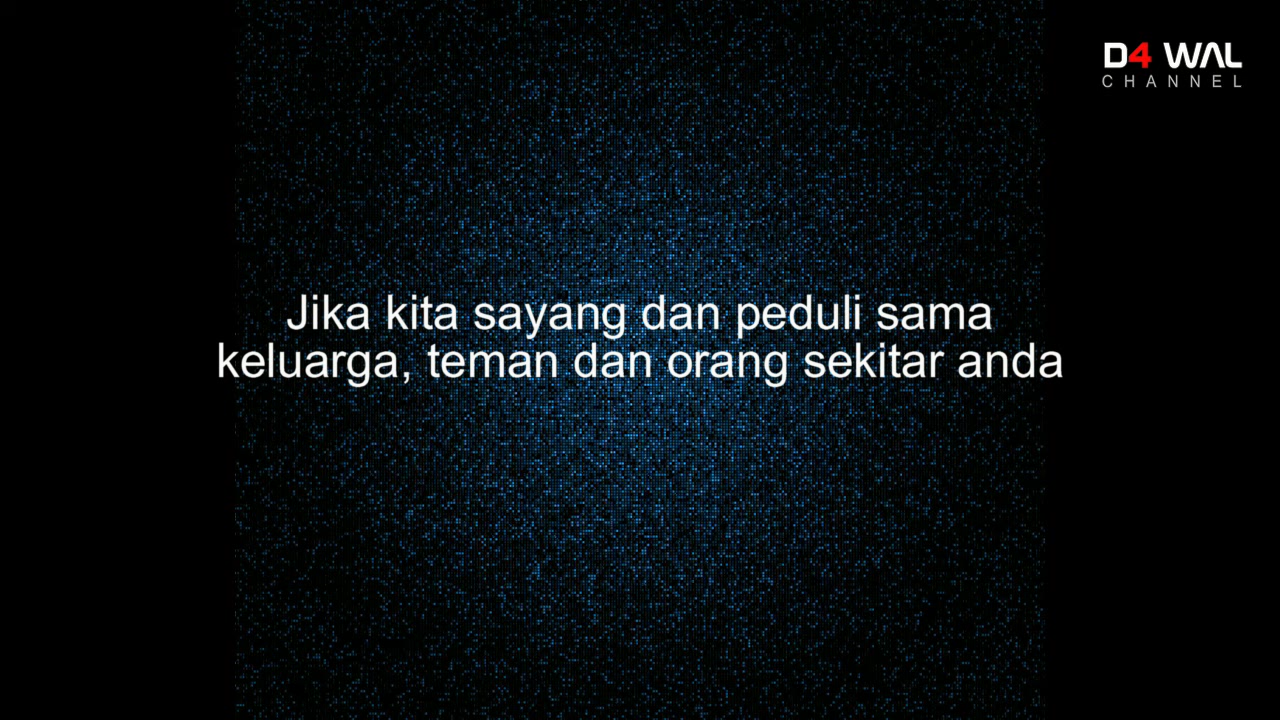 D4 WAL
CHANNEL
Jika kita sayang dan peduli sama
keluarga, teman dan orang sekitar anda